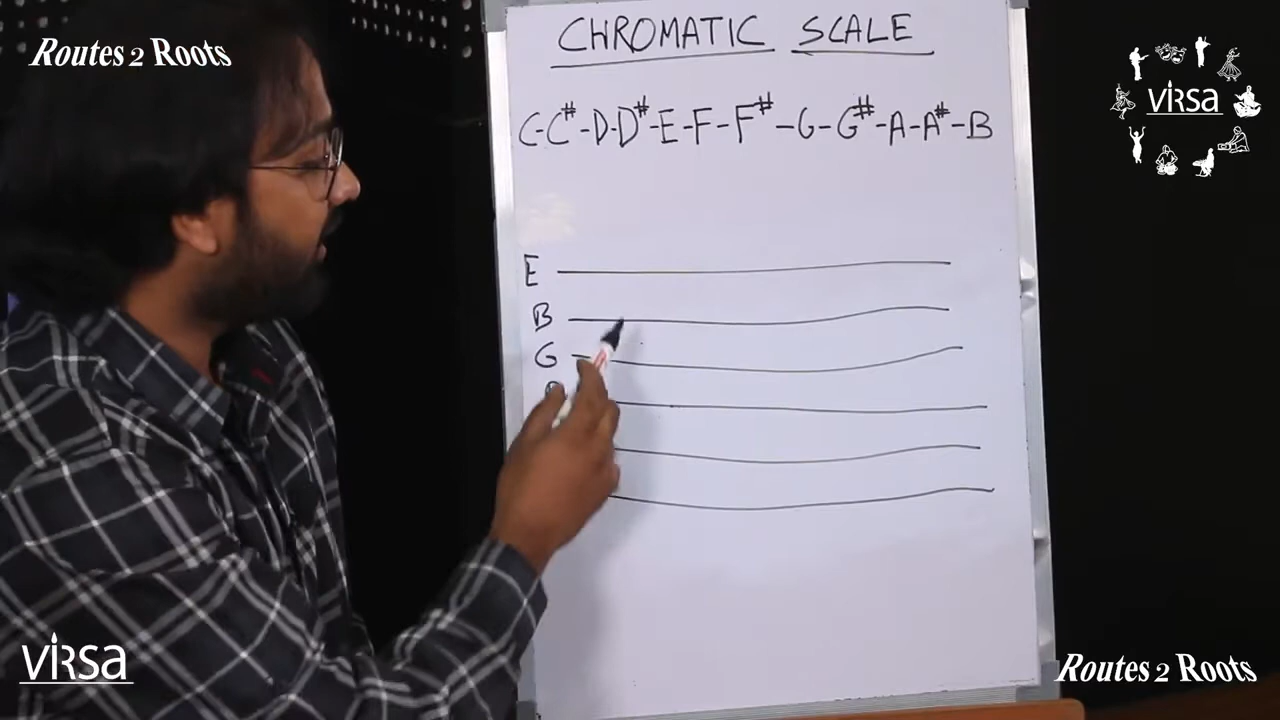 Routes 2 Roots
CHROMATIC SCALE
VIRSA
C-C#-D-D#-E-F-F#-G-G#-A-A#-B
E
B
G
VIRSA
Routes 2 Roots